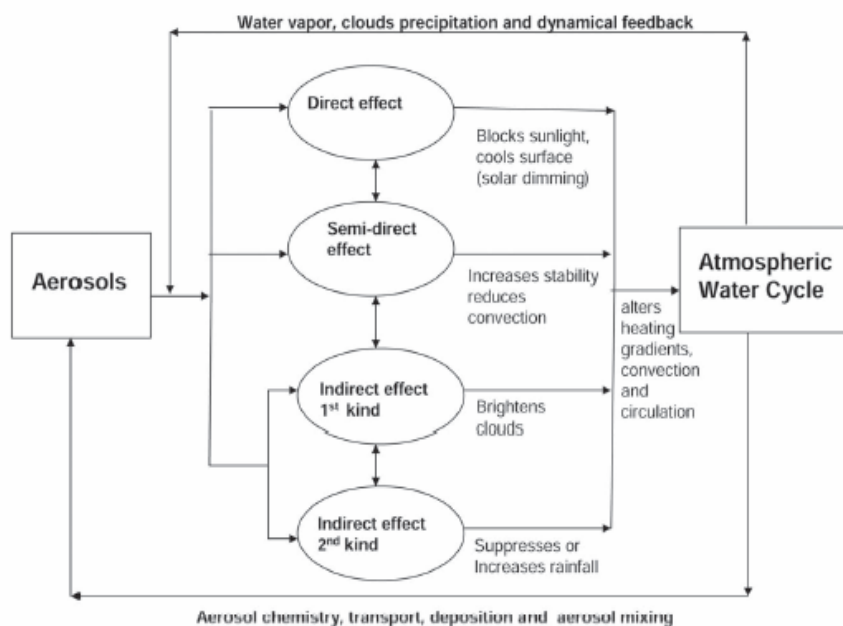 Water vapor, clouds precipitation and dynamical feedback
Direct effect
Blocks sunlight,
cools surface
(solar dimming)
Semi-direct
effect
Aerosols
Increases stability
reduces
convection
Atmospheric
Water Cycle
alters
heating
gradients,
convection
and
circulation
Indirect effect
1st kind
Brightens
clouds
Indirect effect
2nd kind
Suppresses or
Increases rainfall
Aerosol chemistry, transport, deposition and aerosol mixing